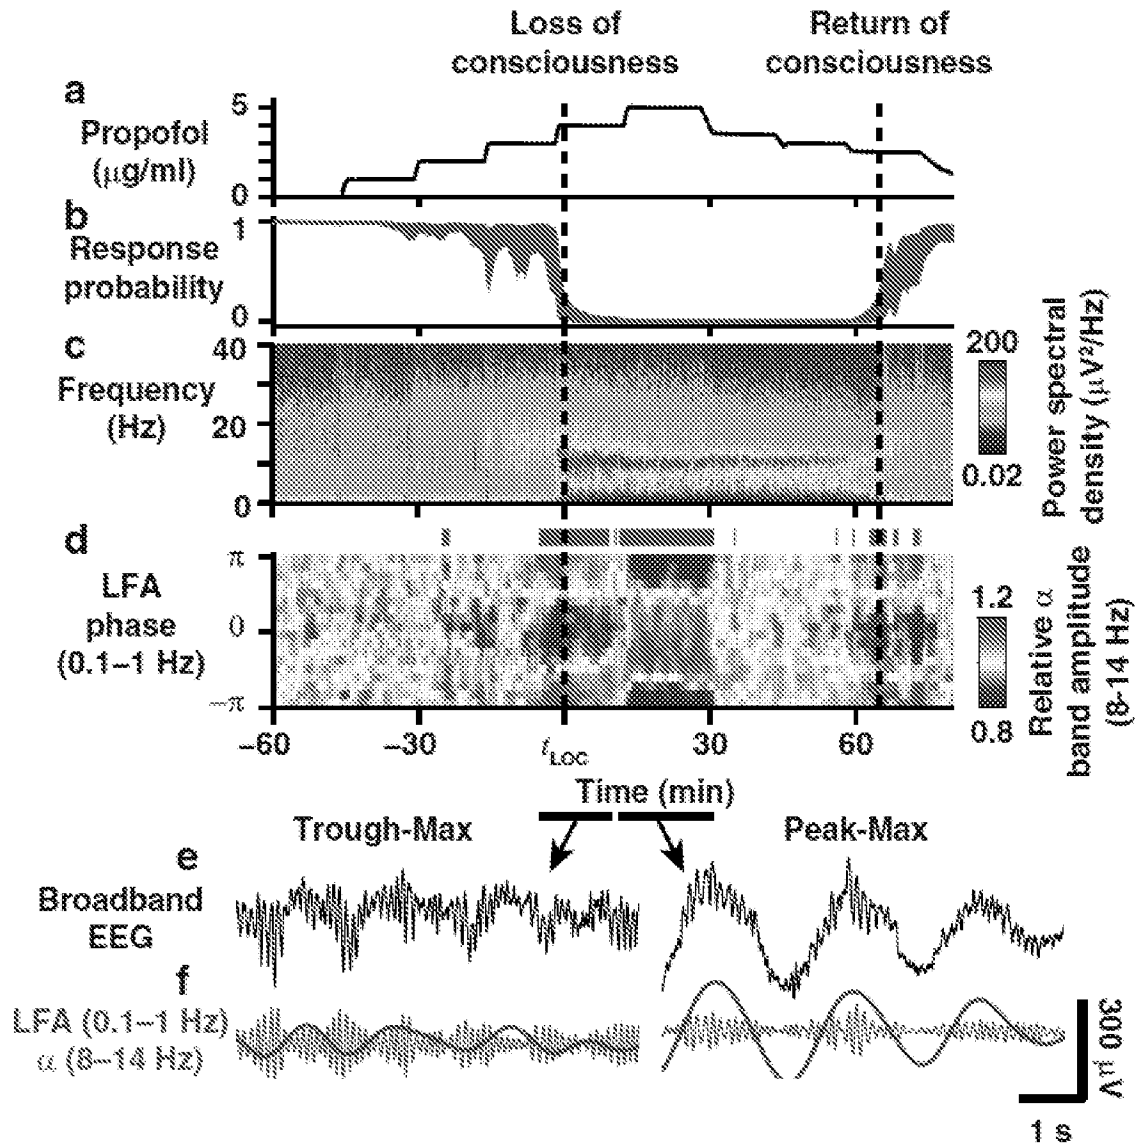 Loss of
consciousness
Return of
consciousness
a
Propofol
(µg/ml)
5
0
b
Response
probability
1
0
c
Frequency
(Hz)
40
20
0
200
0.02
Power spectral
density (µV²/Hz)
d
LFA
phase
(0.1–1 Hz)
π
0
−π
1.2
0.8
Relative α
band amplitude
(8-14 Hz)
−60
−30
tLOC
30
60
Time (min)
Trough-Max
Peak-Max
e
Broadband
EEG
f
LFA (0.1–1 Hz)
α (8–14 Hz)
300 µV
1 s